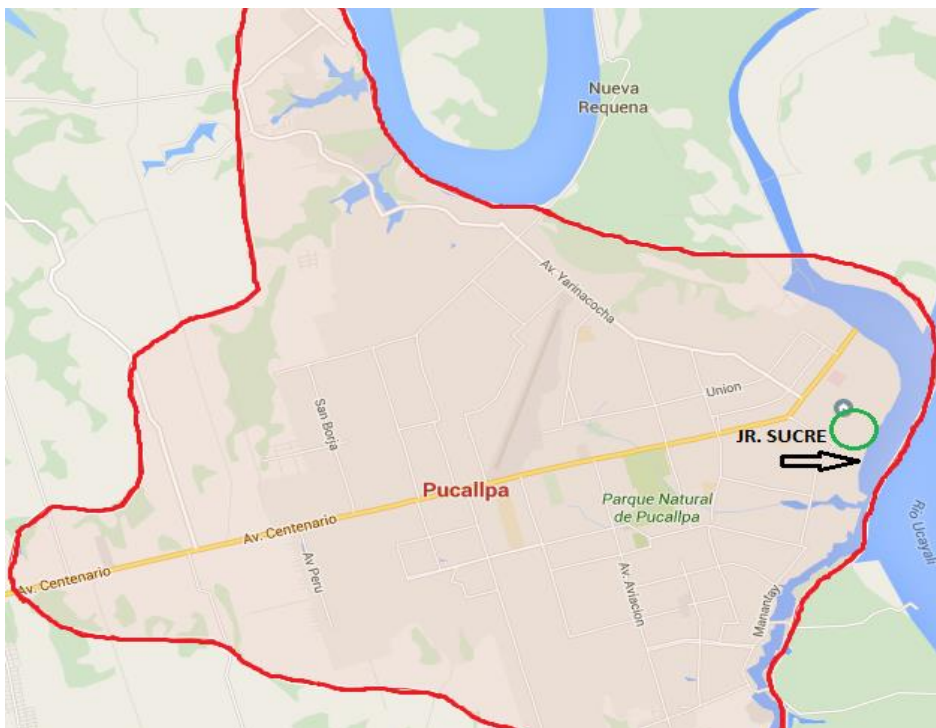 Nueva
Requena
Av. Yarinacocha
Union
San Borja
JR. SUCRE
Pucallpa
Parque Natural
de Pucallpa
Río Ucayali
Av. Centenario
Av. Centenario
Av Peru
Av. Aviacion
Manantay